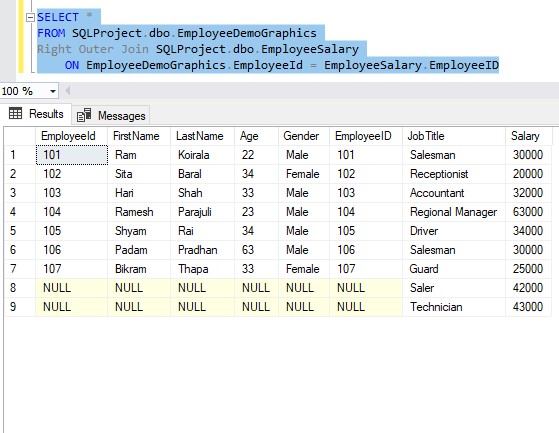 SELECT *
FROM SQLProject.dbo.EmployeeDemoGraphics
Right Outer Join SQLProject.dbo.EmployeeSalary
ON EmployeeDemoGraphics.EmployeeId = EmployeeSalary.EmployeeID
100 %
Results Messages
EmployeeId FirstName LastName Age Gender EmployeeID JobTitle Salary
1 101 Ram Koirala 22 Male 101 Salesman 30000
2 102 Sita Baral 34 Female 102 Receptionist 20000
3 103 Hari Shah 33 Male 103 Accountant 32000
4 104 Ramesh Parajuli 23 Male 104 Regional Manager 63000
5 105 Shyam Rai 34 Male 105 Driver 34000
6 106 Padam Pradhan 63 Male 106 Salesman 30000
7 107 Bikram Thapa 33 Female 107 Guard 25000
8 NULL NULL NULL NULL NULL NULL Saler 42000
9 NULL NULL NULL NULL NULL NULL Technician 43000